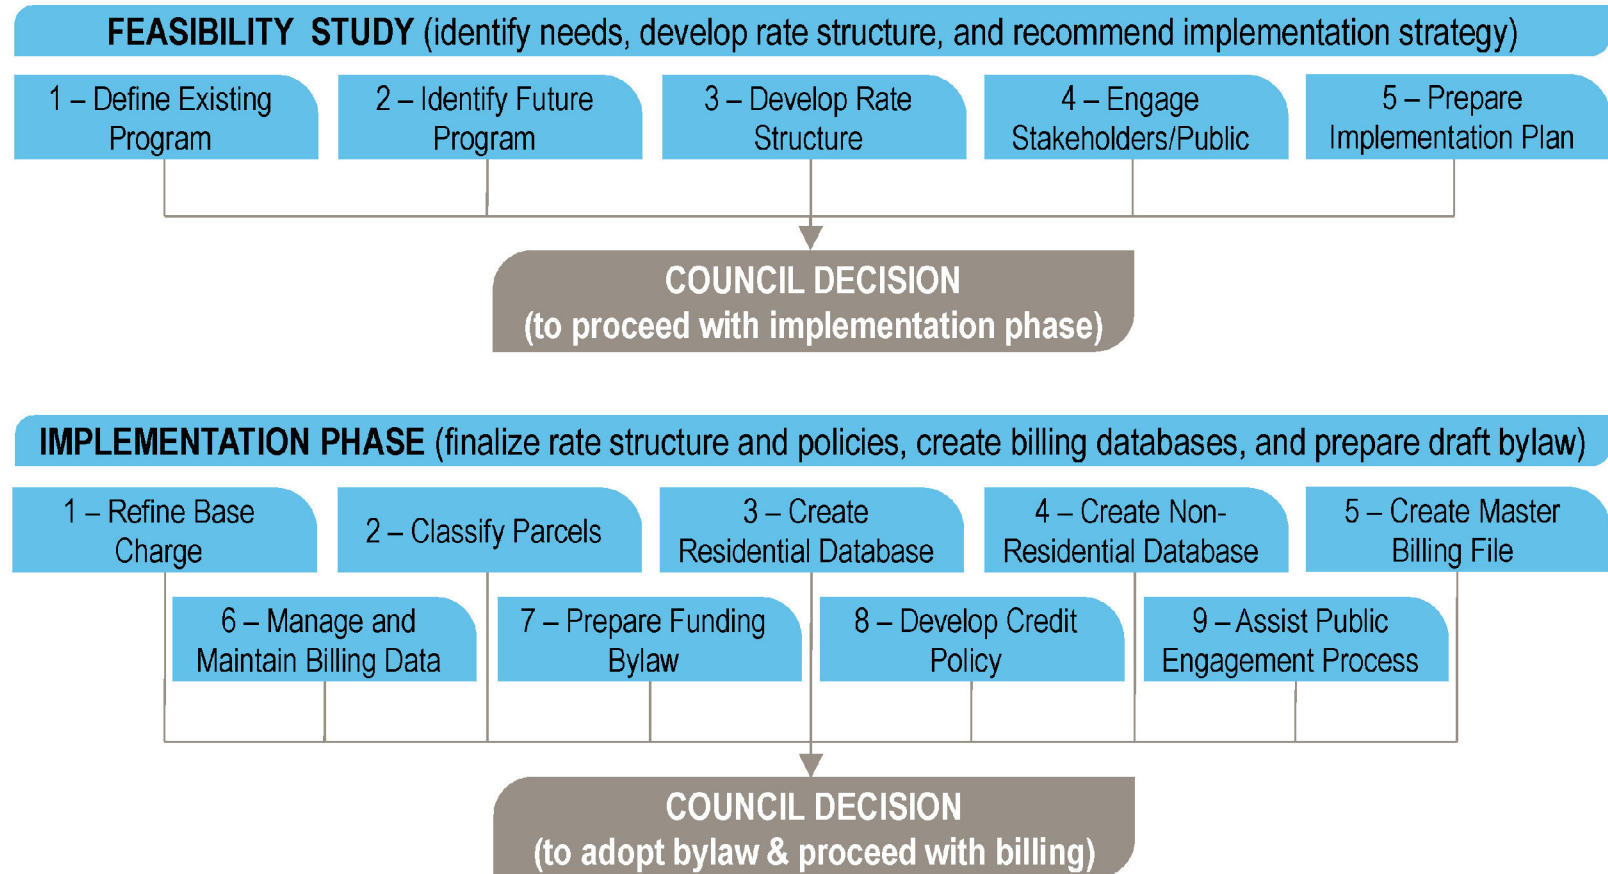 FEASIBILITY STUDY (identify needs, develop rate structure, and recommend implementation strategy)
1 – Define Existing
Program
2 – Identify Future
Program
3 – Develop Rate
Structure
4 – Engage
Stakeholders/Public
5 – Prepare
Implementation Plan
COUNCIL DECISION
(to proceed with implementation phase)
IMPLEMENTATION PHASE (finalize rate structure and policies, create billing databases, and prepare draft bylaw)
1 – Refine Base
Charge
2 – Classify Parcels
3 – Create
Residential Database
4 – Create Non-
Residential Database
5 – Create Master
Billing File
6 – Manage and
Maintain Billing Data
7 – Prepare Funding
Bylaw
8 – Develop Credit
Policy
9 – Assist Public
Engagement Process
COUNCIL DECISION
(to adopt bylaw & proceed with billing)